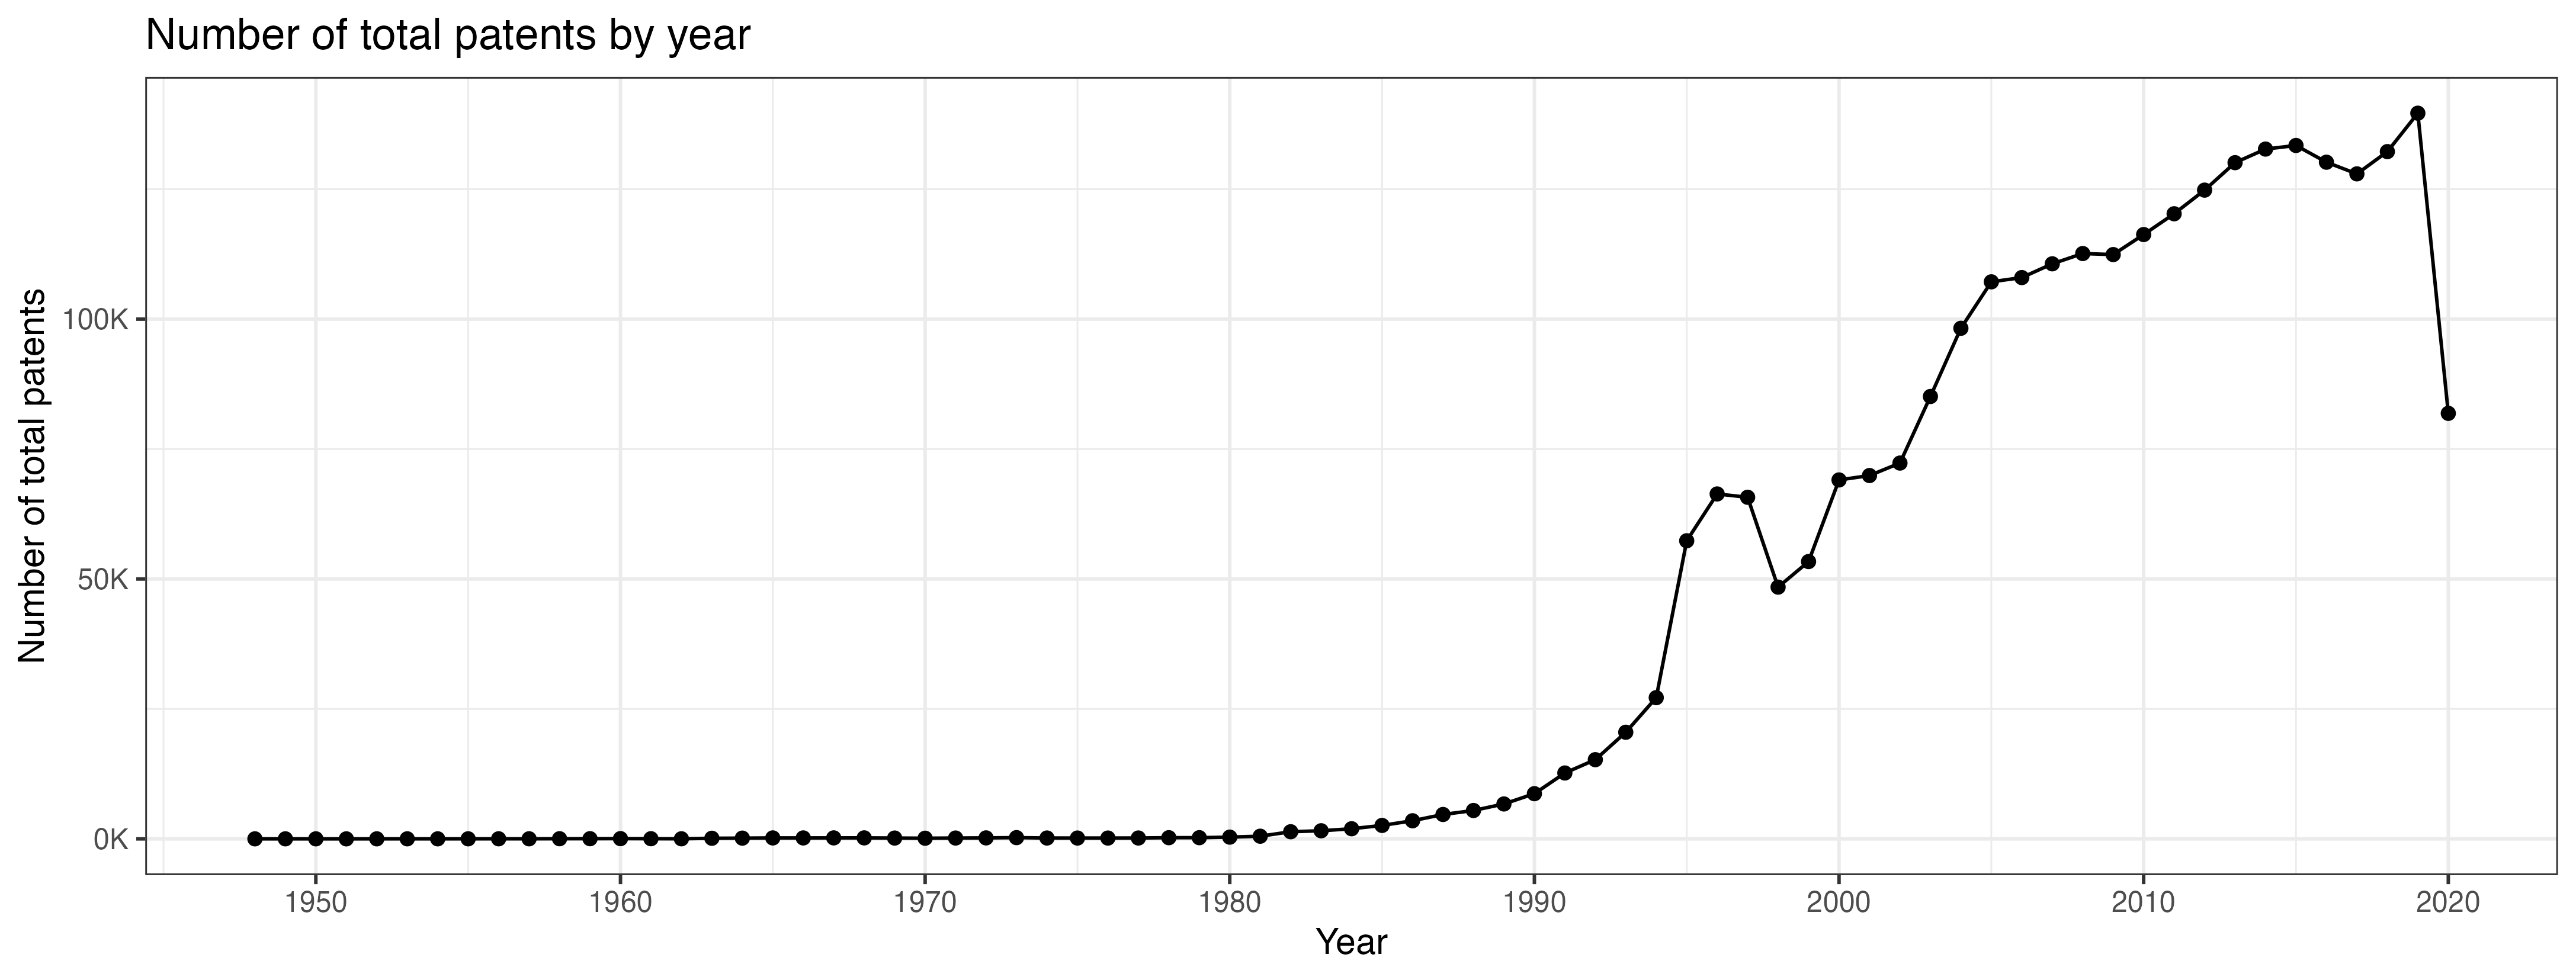 Number of total patents by year
Number of total patents
100K
50K
0K
1950 1960 1970 1980 1990 2000 2010 2020
Year